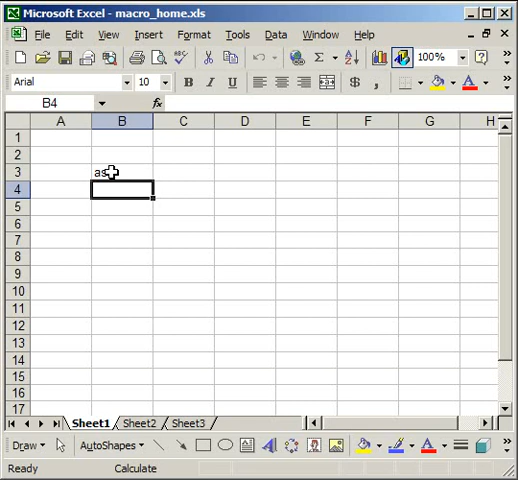 Microsoft Excel - macro_home.xls
File Edit View Insert Format Tools Data Window Help
Σ A Z 100% ?
Arial 10 B I U $ , A
B4 fx
A B C D E F G H
1
2
3
4
5
6
7
8
9
10
11
12
13
14
15
16
17
Sheet1 Sheet2 Sheet3
Draw AutoShapes A A
Ready Calculate